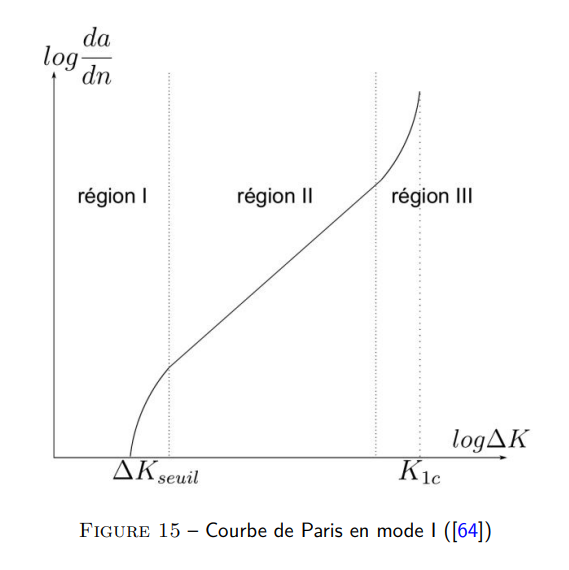 log da/dn
région I
région II
région III
logΔK
ΔK_seuil
K_1c
FIGURE 15 – Courbe de Paris en mode I ([64])